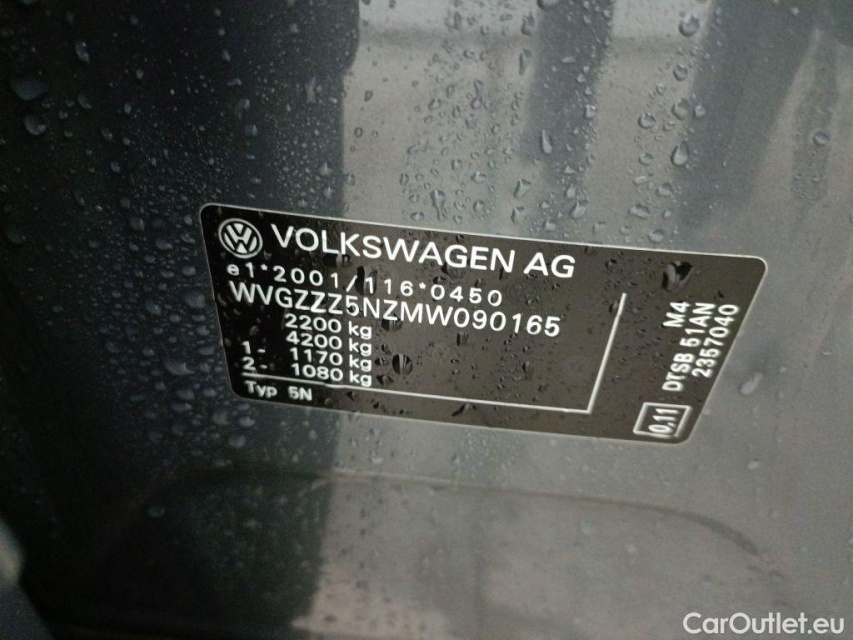 VOLKSWAGEN AG
e1*2001/116*0450
WVGZZZ5NZMW090165
2200 kg
4200 kg
1- 1170 kg
2- 1080 kg
Typ 5N
M4
DTSB 51AN
2357040
10.11
CarOutlet.eu